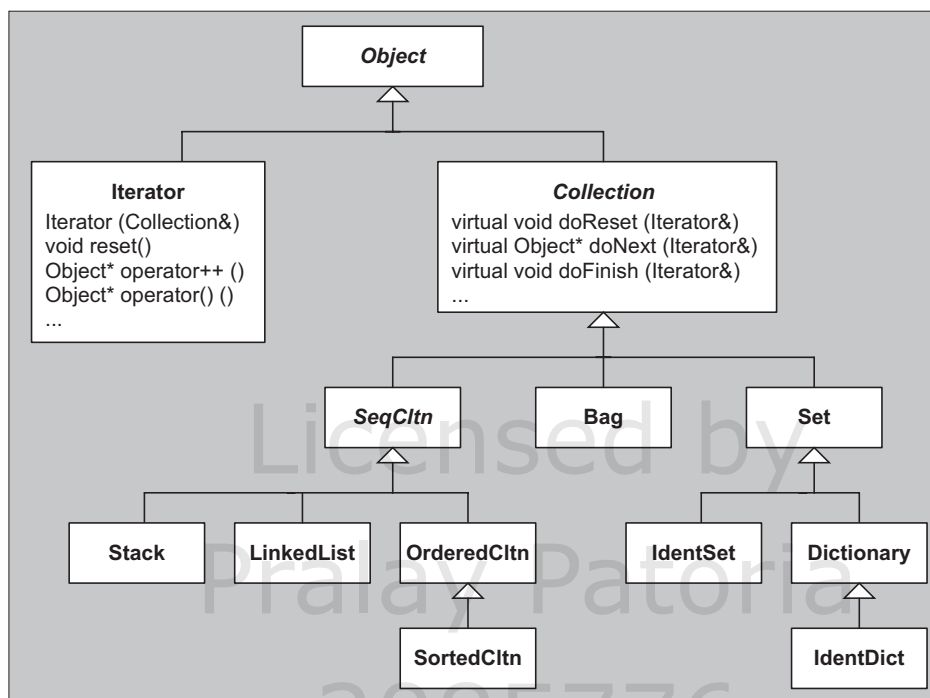 Object
Iterator
Iterator (Collection&)
void reset()
Object* operator++ ()
Object* operator() ()
...
Collection
virtual void doReset (Iterator&)
virtual Object* doNext (Iterator&)
virtual void doFinish (Iterator&)
...
SeqCltn
Bag
Set
Licensed by
Stack
LinkedList
OrderedCltn
IdentSet
Dictionary
Pralay Patoria
SortedCltn
IdentDict
2085776